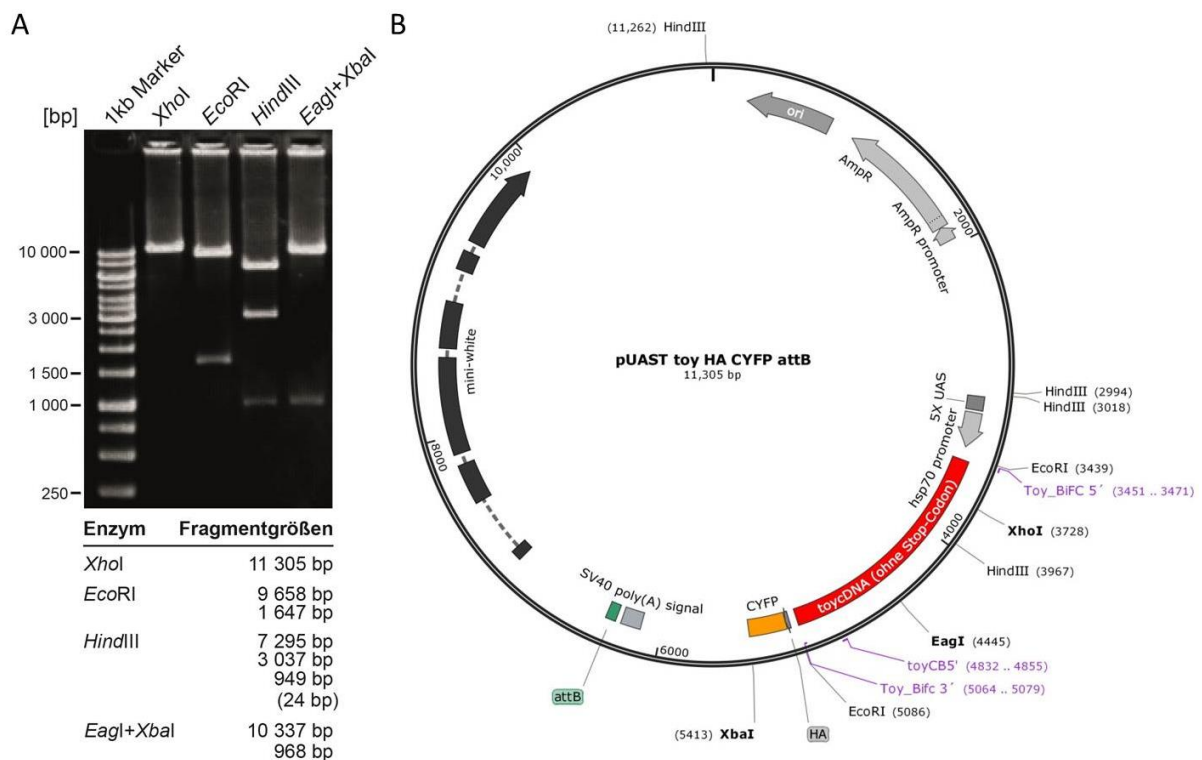 A
B
[bp]
1kb Marker
XhoI
EcoRI
HindIII
EagI+XbaI
10 000
3 000
1 500
1 000
250
Enzym Fragmentgrößen
XhoI 11 305 bp
EcoRI 9 658 bp
1 647 bp
HindIII 7 295 bp
3 037 bp
949 bp
(24 bp)
EagI+XbaI 10 337 bp
968 bp
(11,262) HindIII
ori
AmpR
AmpR promoter
2000
10,000
mini-white
8000
pUAST toy HA CYFP attB
11,305 bp
5X UAS
hsp70 promoter
HindIII (2994)
HindIII (3018)
EcoRI (3439)
Toy_BiFC 5´ (3451 .. 3471)
XhoI (3728)
4000
HindIII (3967)
toycDNA (ohne Stop-Codon)
EagI (4445)
toyCB5' (4832 .. 4855)
Toy_Bifc 3´ (5064 .. 5079)
EcoRI (5086)
HA
CYFP
(5413) XbaI
6000
SV40 poly(A) signal
attB